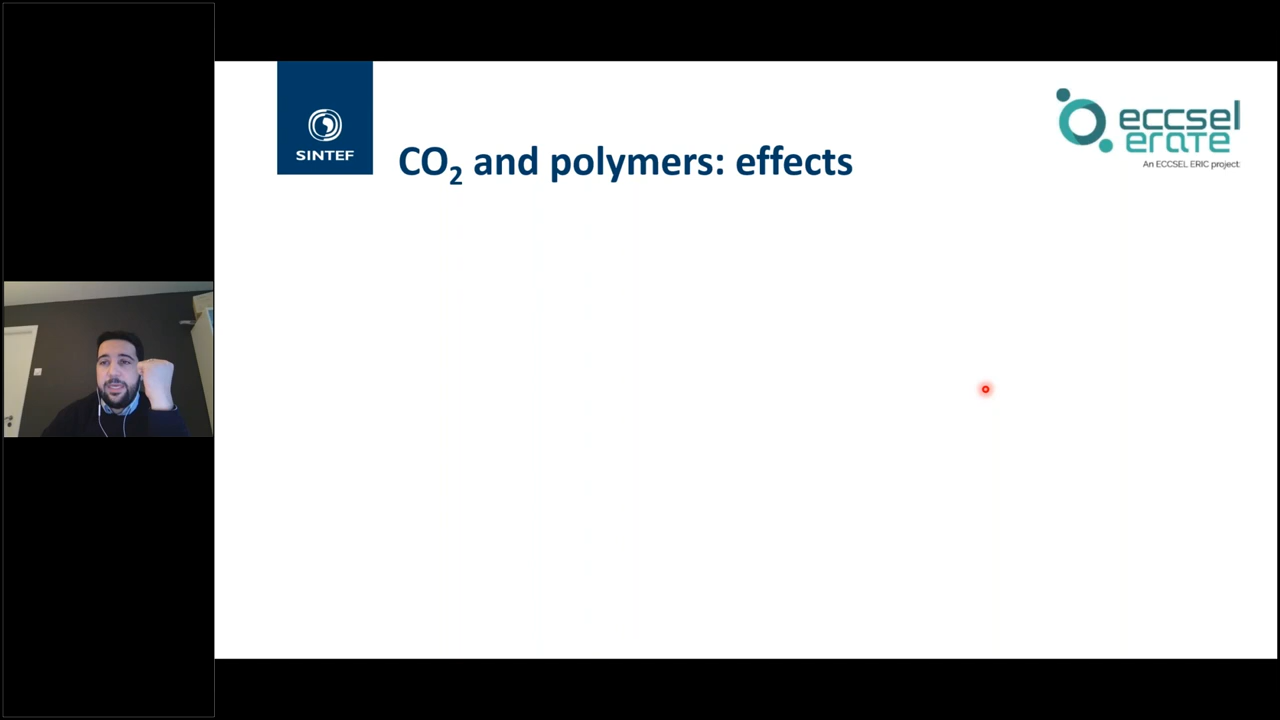 SINTEF
CO2 and polymers: effects
eccsel
erate
An ECCSEL ERIC project